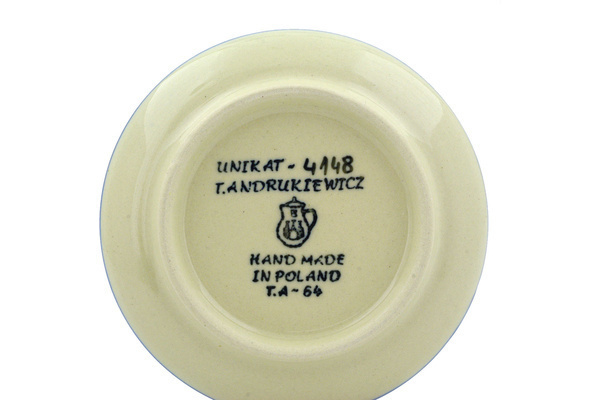 UNIKAT - 4148
T.ANDRUKIEWICZ
HAND MADE
IN POLAND
T.A - 64